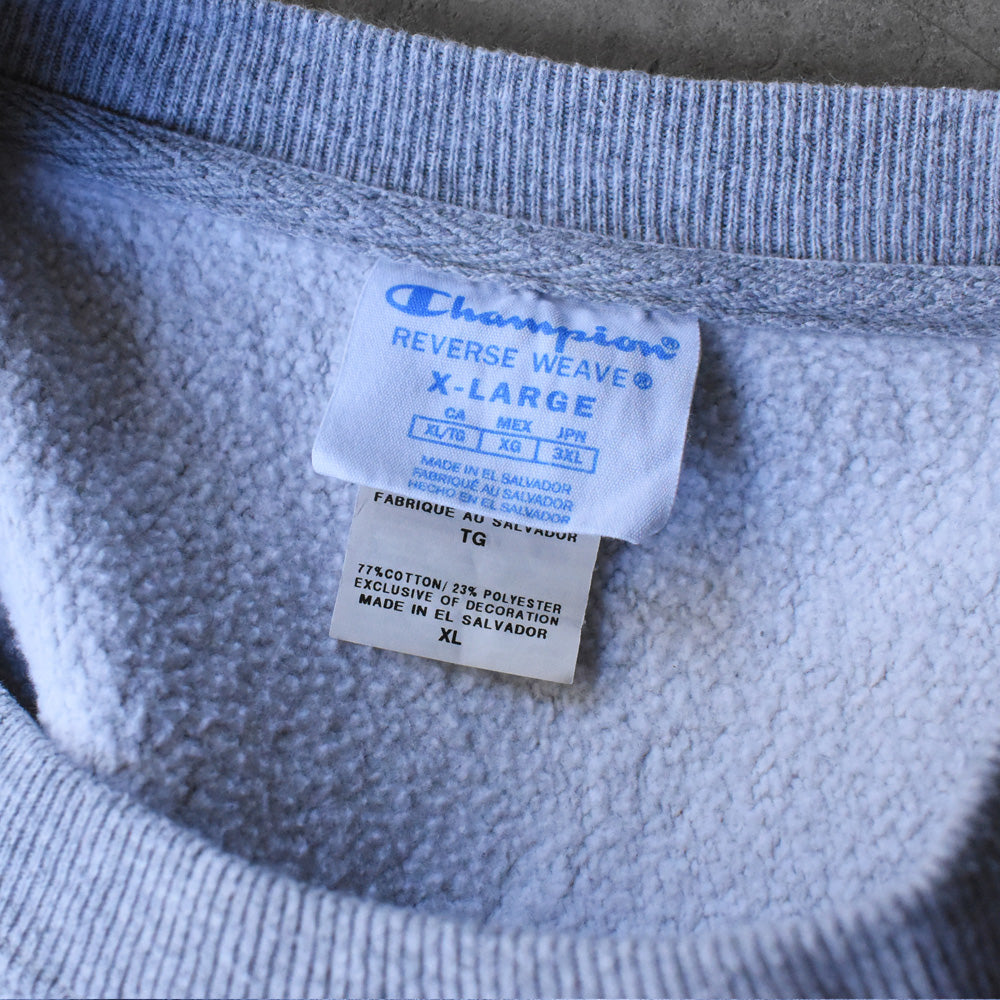 Champion®
REVERSE WEAVE®
X-LARGE
CA MEX JPN
XL/TG XG 3XL
MADE IN EL SALVADOR
FABRIQUÉ AU SALVADOR
HECHO EN EL SALVADOR
FABRIQUE AU SALVADOR
TG
77%COTTON/ 23% POLYESTER
EXCLUSIVE OF DECORATION
MADE IN EL SALVADOR
XL